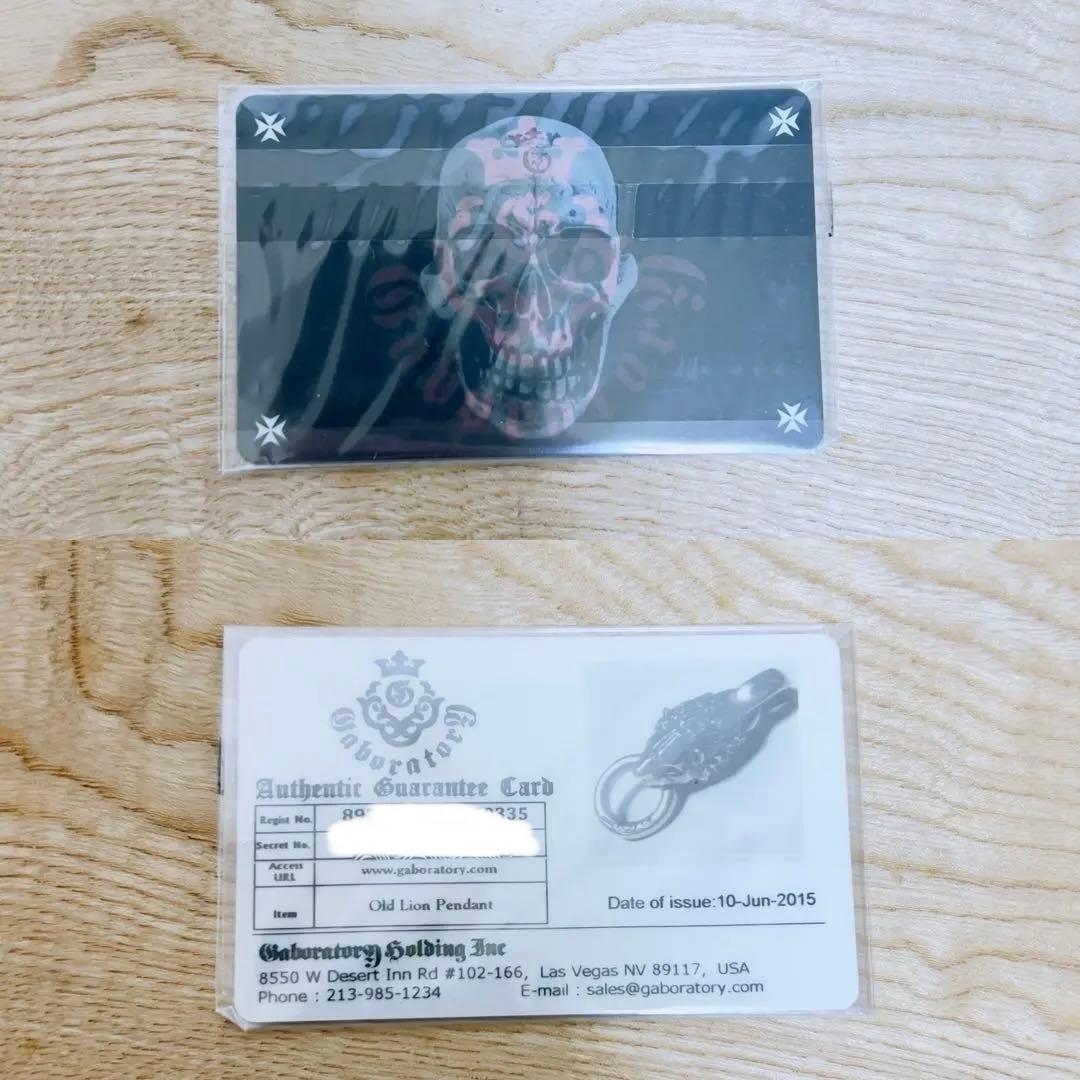 G
G
Gaboratory
Authentic Guarantee Card
Regist No. 89 335
Secret No.
Access URL www.gaboratory.com
Item Old Lion Pendant
Date of issue:10-Jun-2015
Gaboratory Holding Inc
8550 W Desert Inn Rd #102-166, Las Vegas NV 89117, USA
Phone : 213-985-1234 E-mail : sales@gaboratory.com